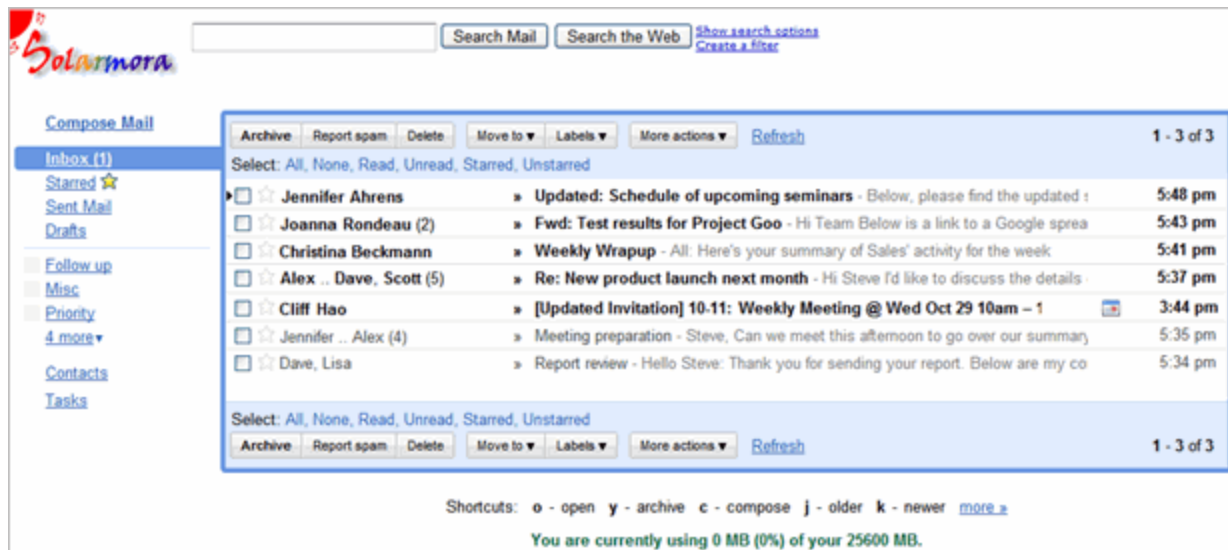 Solarmora
Search Mail Search the Web Show search options
Create a filter
Compose Mail
Inbox (1)
Starred
Sent Mail
Drafts
Follow up
Misc
Priority
4 more▾
Contacts
Tasks
Archive Report spam Delete Move to ▾ Labels ▾ More actions ▾ Refresh 1 - 3 of 3
Select: All, None, Read, Unread, Starred, Unstarred
Jennifer Ahrens » Updated: Schedule of upcoming seminars - Below, please find the updated 5:48 pm
Joanna Rondeau (2) » Fwd: Test results for Project Goo - Hi Team Below is a link to a Google sprea 5:43 pm
Christina Beckmann » Weekly Wrapup - All: Here's your summary of Sales' activity for the week 5:41 pm
Alex .. Dave, Scott (5) » Re: New product launch next month - Hi Steve I'd like to discuss the details 5:37 pm
Cliff Hao » [Updated Invitation] 10-11: Weekly Meeting @ Wed Oct 29 10am – 1 3:44 pm
Jennifer .. Alex (4) » Meeting preparation - Steve, Can we meet this afternoon to go over our summary 5:35 pm
Dave, Lisa » Report review - Hello Steve: Thank you for sending your report. Below are my co 5:34 pm
Select: All, None, Read, Unread, Starred, Unstarred
Archive Report spam Delete Move to ▾ Labels ▾ More actions ▾ Refresh 1 - 3 of 3
Shortcuts: o - open y - archive c - compose j - older k - newer more »
You are currently using 0 MB (0%) of your 25600 MB.